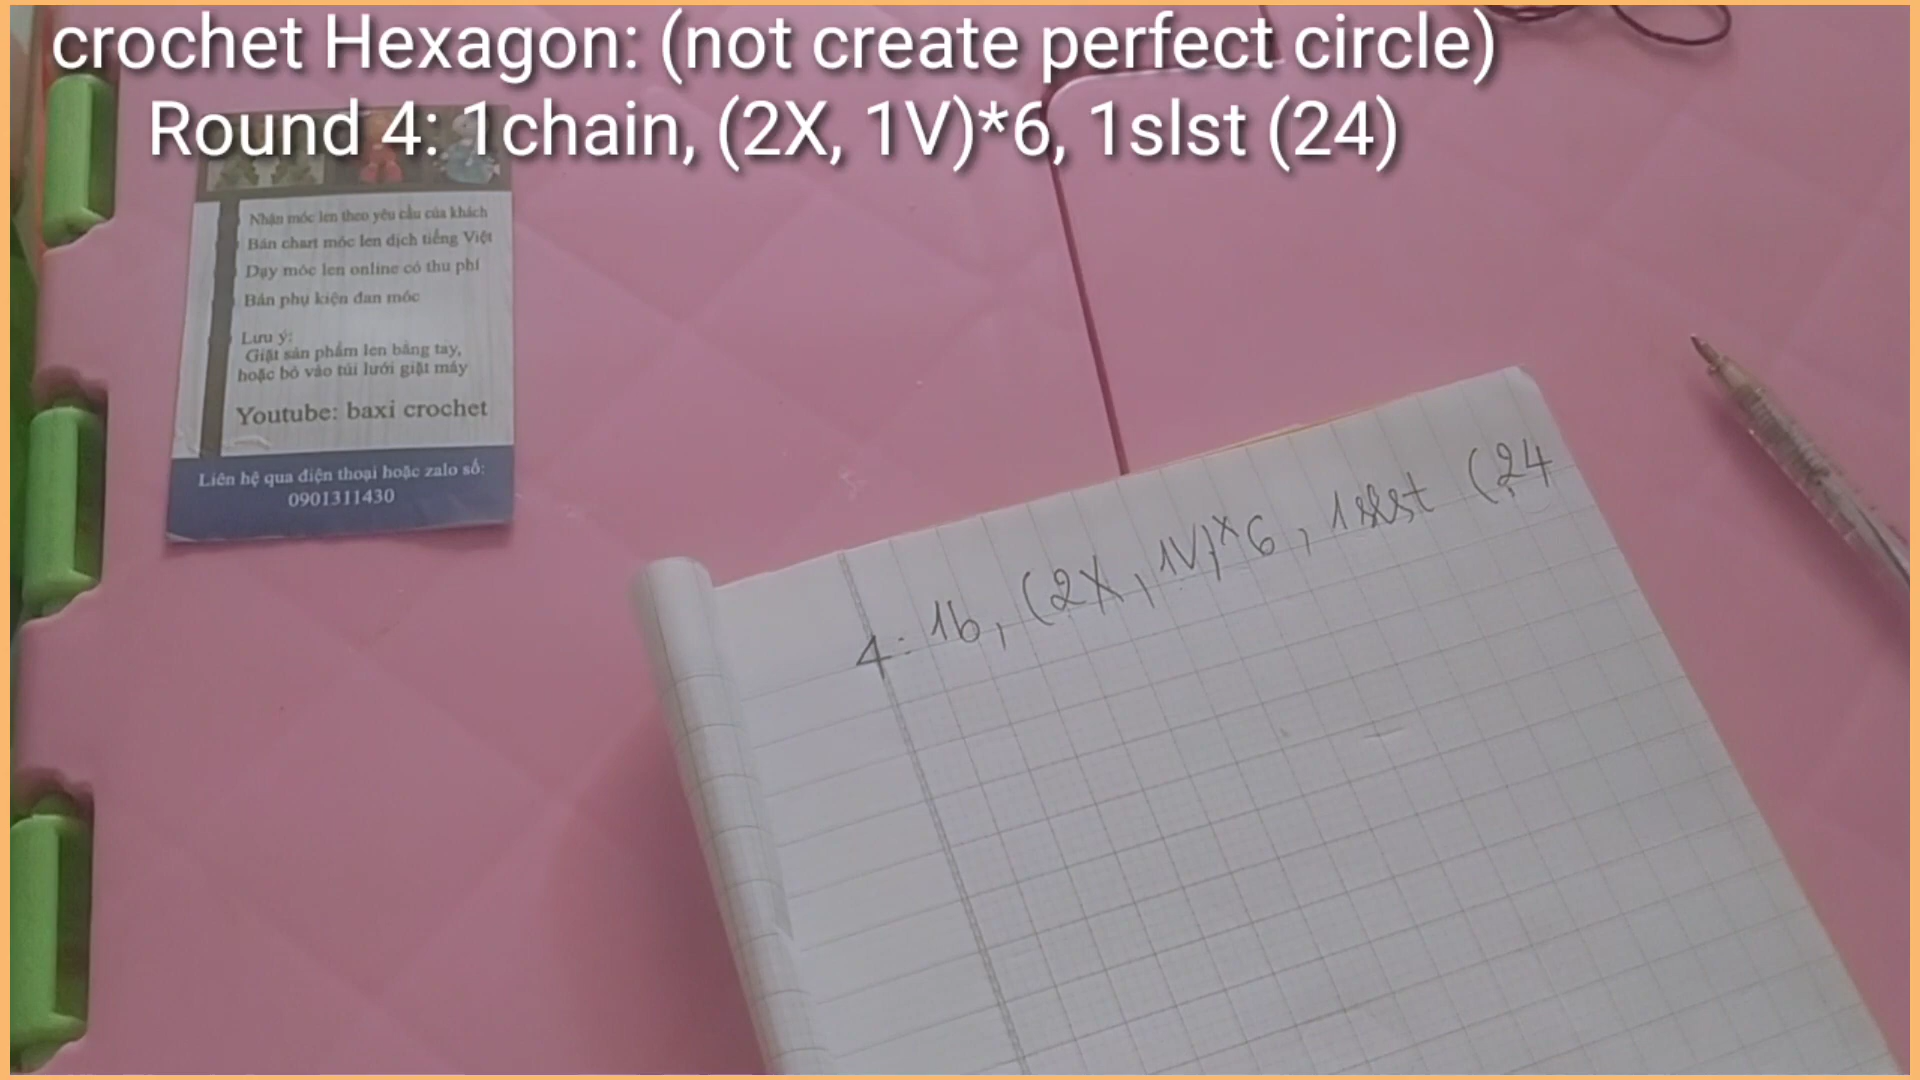 crochet Hexagon: (not create perfect circle)
Round 4: 1chain, (2X, 1V)*6, 1slst (24)
Nhận móc len theo yêu cầu của khách
Bán chart móc len dịch tiếng Việt
Dạy móc len online có thu phí
Bán phụ kiện đan móc
Lưu ý:
Giặt sản phẩm len bằng tay,
hoặc bỏ vào túi lưới giặt máy
Youtube: baxi crochet
Liên hệ qua điện thoại hoặc zalo số:
0901311430
4: 1b, (2X, 1V)*6, 1slst (24